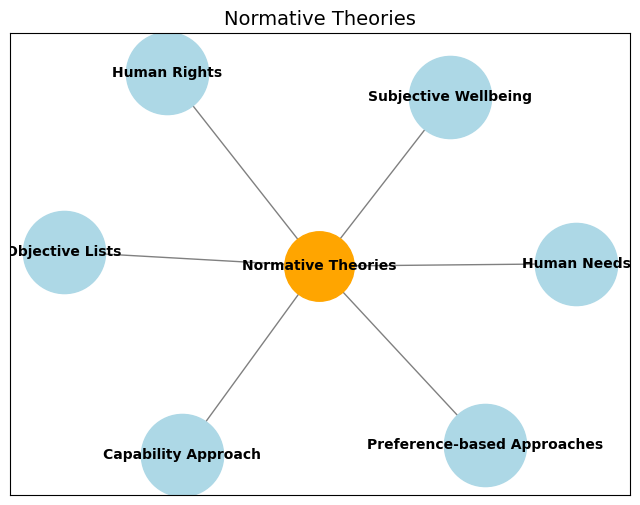 Normative Theories
Human Rights
Subjective Wellbeing
Objective Lists
Normative Theories
Human Needs
Capability Approach
Preference-based Approaches